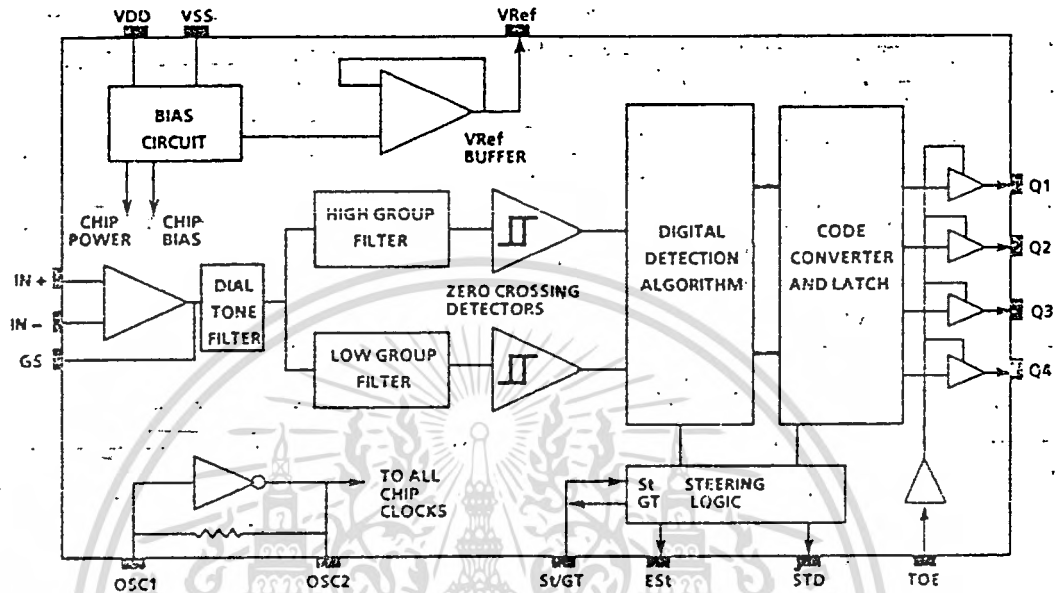 VDD VSS VRef
BIAS
CIRCUIT
VRef
BUFFER
CHIP
POWER
CHIP
BIAS
IN +
IN -
GS
DIAL
TONE
FILTER
HIGH GROUP
FILTER
LOW GROUP
FILTER
ZERO CROSSING
DETECTORS
DIGITAL
DETECTION
ALGORITHM
CODE
CONVERTER
AND LATCH
Q1
Q2
Q3
Q4
TO ALL
CHIP
CLOCKS
St STEERING
GT LOGIC
OSC1 OSC2 St/GT ESt STD TOE